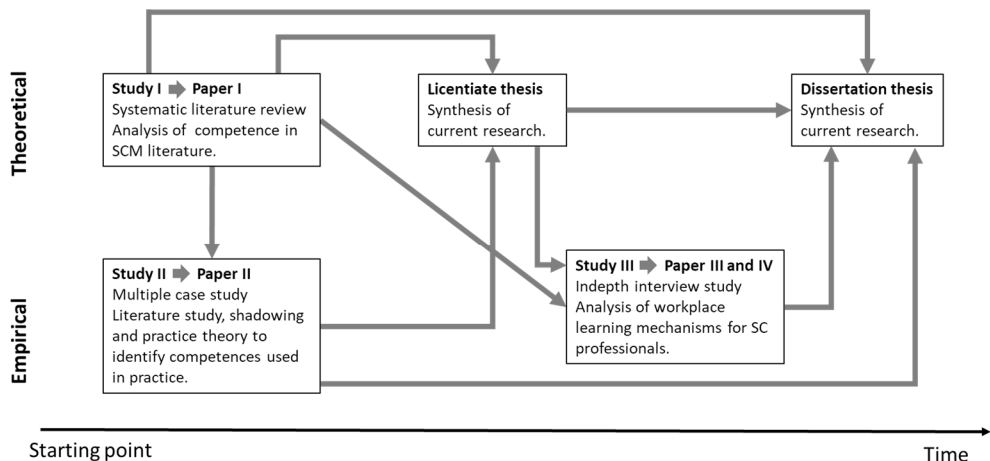 Theoretical
Study I Paper I
Systematic literature review
Analysis of competence in
SCM literature.
Licentiate thesis
Synthesis of
current research.
Dissertation thesis
Synthesis of
current research.
Empirical
Study II Paper II
Multiple case study
Literature study, shadowing
and practice theory to
identify competences used
in practice.
Study III Paper III and IV
Indepth interview study
Analysis of workplace
learning mechanisms for SC
professionals.
Starting point
Time